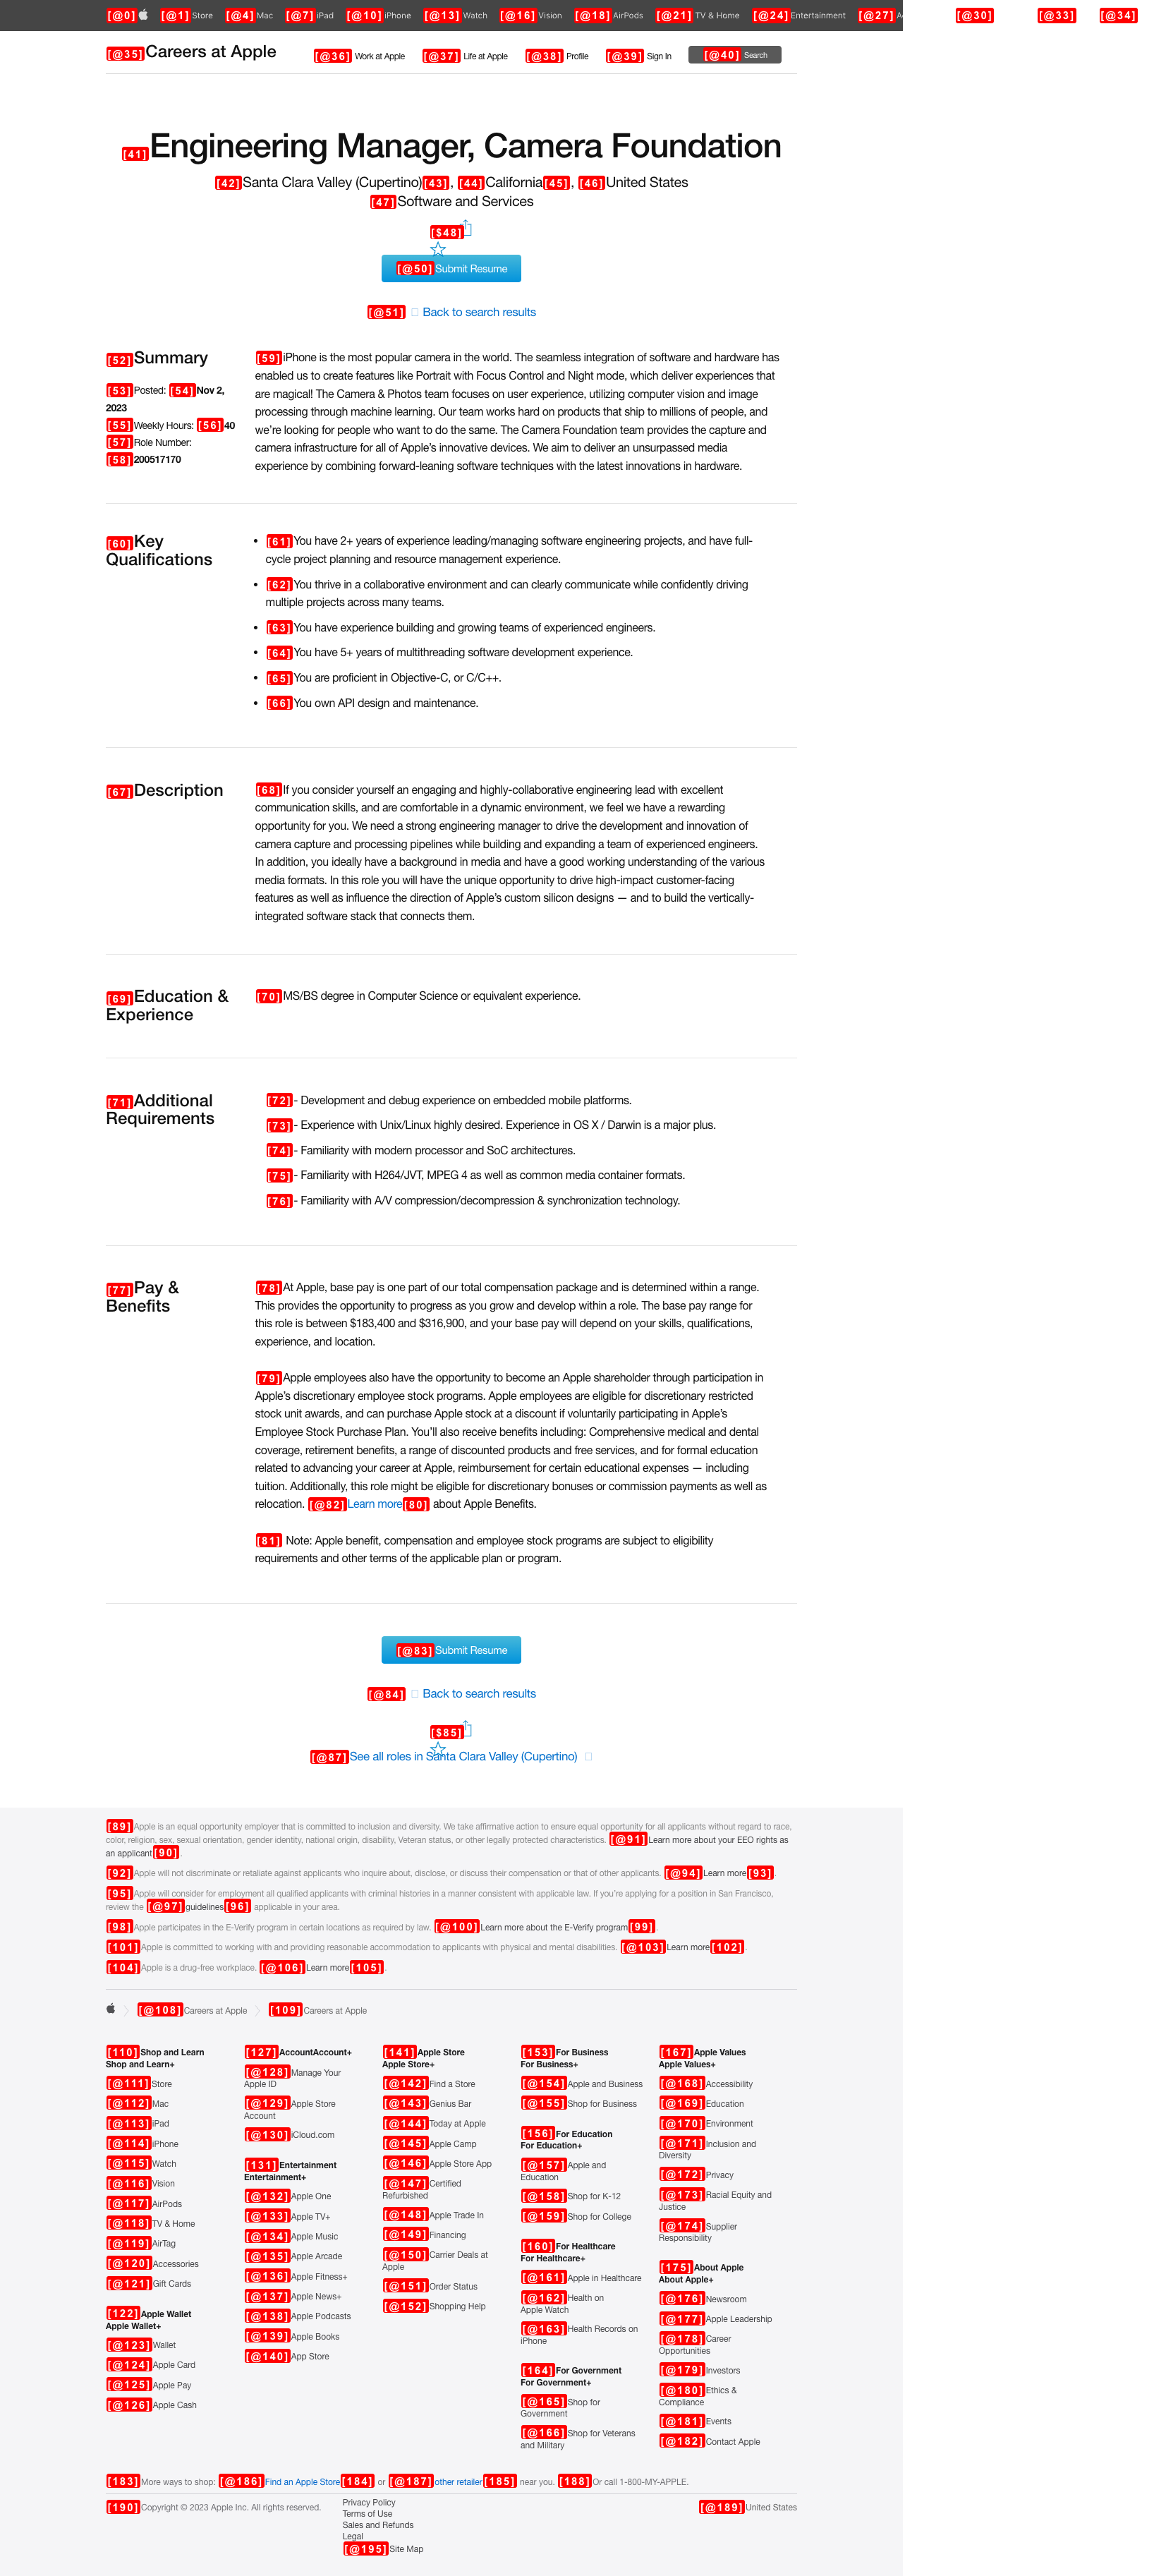 [@0] [@1] Store [@4] Mac [@7] iPad [@10] iPhone [@13] Watch [@16] Vision [@18] AirPods [@21] TV & Home [@24] Entertainment [@27] [@30] [@33] [@34]
[@35]Careers at Apple [@36] Work at Apple [@37] Life at Apple [@38] Profile [@39] Sign In [@40] Search
[41]Engineering Manager, Camera Foundation
[42]Santa Clara Valley (Cupertino)[43], [44]California[45], [46]United States
[47]Software and Services
[$48]
[@50]Submit Resume
[@51] Back to search results
[52]Summary
[53]Posted: [54]Nov 2,
2023
[55]Weekly Hours: [56]40
[57]Role Number:
[58]200517170
[59]iPhone is the most popular camera in the world. The seamless integration of software and hardware has
enabled us to create features like Portrait with Focus Control and Night mode, which deliver experiences that
are magical! The Camera & Photos team focuses on user experience, utilizing computer vision and image
processing through machine learning. Our team works hard on products that ship to millions of people, and
we're looking for people who want to do the same. The Camera Foundation team provides the capture and
camera infrastructure for all of Apple's innovative devices. We aim to deliver an unsurpassed media
experience by combining forward-leaning software techniques with the latest innovations in hardware.
[60]Key
Qualifications
• [61]You have 2+ years of experience leading/managing software engineering projects, and have full-
cycle project planning and resource management experience.
• [62]You thrive in a collaborative environment and can clearly communicate while confidently driving
multiple projects across many teams.
• [63]You have experience building and growing teams of experienced engineers.
• [64]You have 5+ years of multithreading software development experience.
• [65]You are proficient in Objective-C, or C/C++.
• [66]You own API design and maintenance.
[67]Description
[68]If you consider yourself an engaging and highly-collaborative engineering lead with excellent
communication skills, and are comfortable in a dynamic environment, we feel we have a rewarding
opportunity for you. We need a strong engineering manager to drive the development and innovation of
camera capture and processing pipelines while building and expanding a team of experienced engineers.
In addition, you ideally have a background in media and have a good working understanding of the various
media formats. In this role you will have the unique opportunity to drive high-impact customer-facing
features as well as influence the direction of Apple's custom silicon designs — and to build the vertically-
integrated software stack that connects them.
[69]Education &
Experience
[70]MS/BS degree in Computer Science or equivalent experience.
[71]Additional
Requirements
[72]- Development and debug experience on embedded mobile platforms.
[73]- Experience with Unix/Linux highly desired. Experience in OS X / Darwin is a major plus.
[74]- Familiarity with modern processor and SoC architectures.
[75]- Familiarity with H264/JVT, MPEG 4 as well as common media container formats.
[76]- Familiarity with A/V compression/decompression & synchronization technology.
[77]Pay &
Benefits
[78]At Apple, base pay is one part of our total compensation package and is determined within a range.
This provides the opportunity to progress as you grow and develop within a role. The base pay range for
this role is between $183,400 and $316,900, and your base pay will depend on your skills, qualifications,
experience, and location.
[79]Apple employees also have the opportunity to become an Apple shareholder through participation in
Apple's discretionary employee stock programs. Apple employees are eligible for discretionary restricted
stock unit awards, and can purchase Apple stock at a discount if voluntarily participating in Apple's
Employee Stock Purchase Plan. You'll also receive benefits including: Comprehensive medical and dental
coverage, retirement benefits, a range of discounted products and free services, and for formal education
related to advancing your career at Apple, reimbursement for certain educational expenses — including
tuition. Additionally, this role might be eligible for discretionary bonuses or commission payments as well as
relocation. [@82]Learn more[80] about Apple Benefits.
[81] Note: Apple benefit, compensation and employee stock programs are subject to eligibility
requirements and other terms of the applicable plan or program.
[@83]Submit Resume
[@84] Back to search results
[$85]
[@87]See all roles in Santa Clara Valley (Cupertino)
[89]Apple is an equal opportunity employer that is committed to inclusion and diversity. We take affirmative action to ensure equal opportunity for all applicants without regard to race,
color, religion, sex, sexual orientation, gender identity, national origin, disability, Veteran status, or other legally protected characteristics. [@91]Learn more about your EEO rights as
an applicant[90].
[92]Apple will not discriminate or retaliate against applicants who inquire about, disclose, or discuss their compensation or that of other applicants. [@94]Learn more[93].
[95]Apple will consider for employment all qualified applicants with criminal histories in a manner consistent with applicable law. If you're applying for a position in San Francisco,
review the [@97]guidelines[96] applicable in your area.
[98]Apple participates in the E-Verify program in certain locations as required by law. [@100]Learn more about the E-Verify program[99].
[101]Apple is committed to working with and providing reasonable accommodation to applicants with physical and mental disabilities. [@103]Learn more[102].
[104]Apple is a drug-free workplace. [@106]Learn more[105].
[@108]Careers at Apple [109]Careers at Apple
[110]Shop and Learn
Shop and Learn+
[@111]Store
[@112]Mac
[@113]iPad
[@114]iPhone
[@115]Watch
[@116]Vision
[@117]AirPods
[@118]TV & Home
[@119]AirTag
[@120]Accessories
[@121]Gift Cards
[122]Apple Wallet
Apple Wallet+
[@123]Wallet
[@124]Apple Card
[@125]Apple Pay
[@126]Apple Cash
[127]AccountAccount+
[@128]Manage Your
Apple ID
[@129]Apple Store
Account
[@130]iCloud.com
[131]Entertainment
Entertainment+
[@132]Apple One
[@133]Apple TV+
[@134]Apple Music
[@135]Apple Arcade
[@136]Apple Fitness+
[@137]Apple News+
[@138]Apple Podcasts
[@139]Apple Books
[@140]App Store
[141]Apple Store
Apple Store+
[@142]Find a Store
[@143]Genius Bar
[@144]Today at Apple
[@145]Apple Camp
[@146]Apple Store App
[@147]Certified
Refurbished
[@148]Apple Trade In
[@149]Financing
[@150]Carrier Deals at
Apple
[@151]Order Status
[@152]Shopping Help
[153]For Business
For Business+
[@154]Apple and Business
[@155]Shop for Business
[156]For Education
For Education+
[@157]Apple and
Education
[@158]Shop for K-12
[@159]Shop for College
[160]For Healthcare
For Healthcare+
[@161]Apple in Healthcare
[@162]Health on
Apple Watch
[@163]Health Records on
iPhone
[164]For Government
For Government+
[@165]Shop for
Government
[@166]Shop for Veterans
and Military
[167]Apple Values
Apple Values+
[@168]Accessibility
[@169]Education
[@170]Environment
[@171]Inclusion and
Diversity
[@172]Privacy
[@173]Racial Equity and
Justice
[@174]Supplier
Responsibility
[175]About Apple
About Apple+
[@176]Newsroom
[@177]Apple Leadership
[@178]Career
Opportunities
[@179]Investors
[@180]Ethics &
Compliance
[@181]Events
[@182]Contact Apple
[183]More ways to shop: [@186]Find an Apple Store[184] or [@187]other retailer[185] near you. [188]Or call 1-800-MY-APPLE.
[190]Copyright © 2023 Apple Inc. All rights reserved.
Privacy Policy
Terms of Use
Sales and Refunds
Legal
[@195]Site Map
[@189]United States